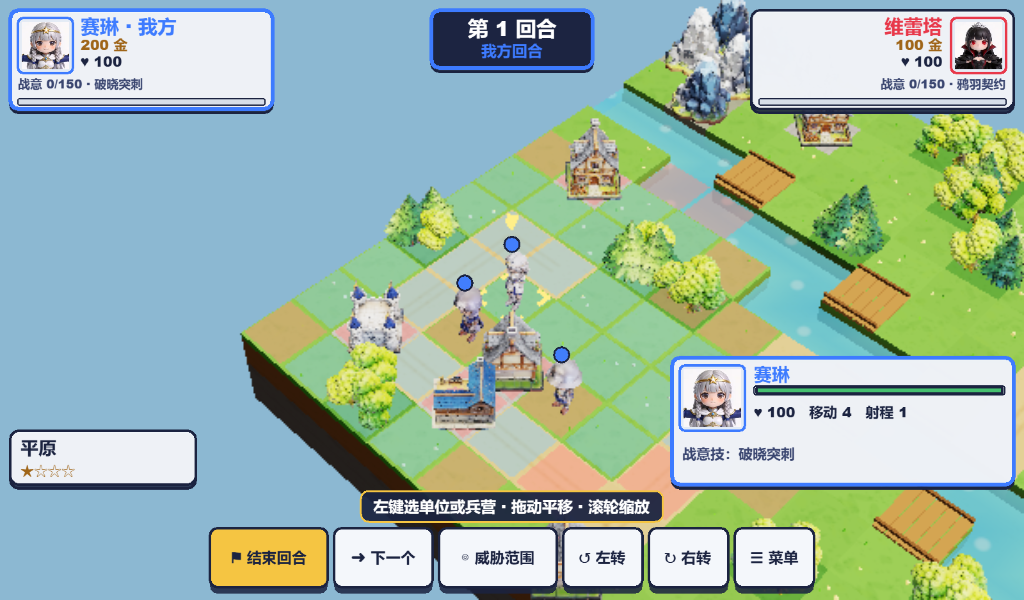 赛琳 · 我方
200 金
♥ 100
战意 0/150 · 破晓突刺
第 1 回合
我方回合
维蕾塔
100 金
♥ 100
战意 0/150 · 鸦羽契约
赛琳
♥ 100 移动 4 射程 1
战意技：破晓突刺
平原
★☆☆☆
左键选单位或兵营 · 拖动平移 · 滚轮缩放
⚑ 结束回合
➜ 下一个
⌾ 威胁范围
↺ 左转
↻ 右转
☰ 菜单